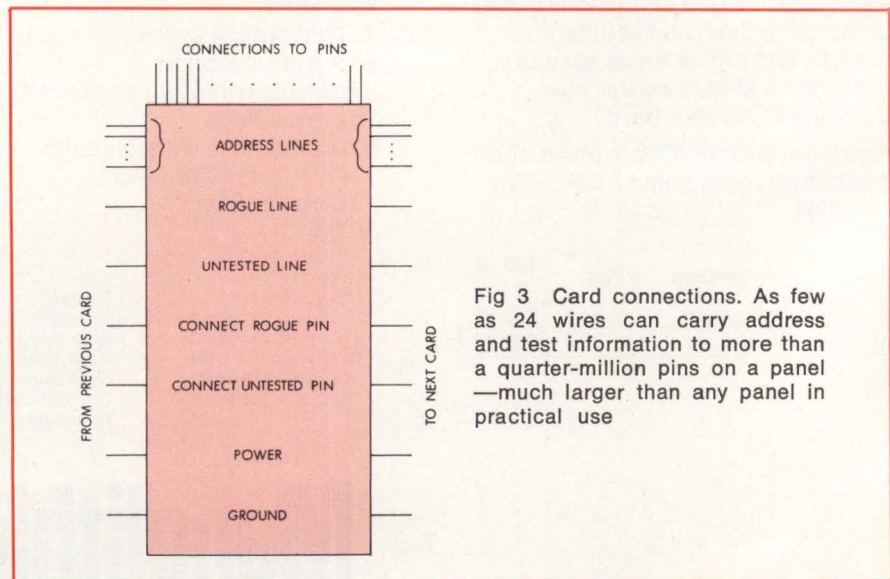 CONNECTIONS TO PINS
ADDRESS LINES
ROGUE LINE
UNTESTED LINE
CONNECT ROGUE PIN
CONNECT UNTESTED PIN
POWER
GROUND
FROM PREVIOUS CARD
TO NEXT CARD
Fig 3 Card connections. As few
as 24 wires can carry address
and test information to more than
a quarter-million pins on a panel
—much larger than any panel in
practical use